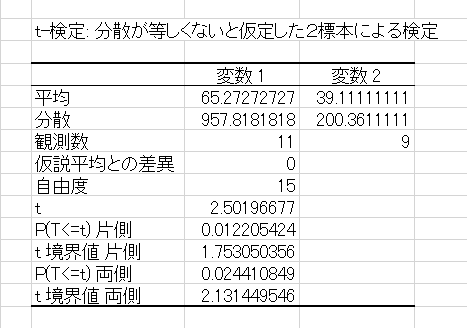 t-検定: 分散が等しくないと仮定した２標本による検定
変数 1 変数 2
平均 65.27272727 39.11111111
分散 957.8181818 200.3611111
観測数 11 9
仮説平均との差異 0
自由度 15
t 2.50196677
P(T<=t) 片側 0.012205424
t 境界値 片側 1.753050356
P(T<=t) 両側 0.024410849
t 境界値 両側 2.131449546